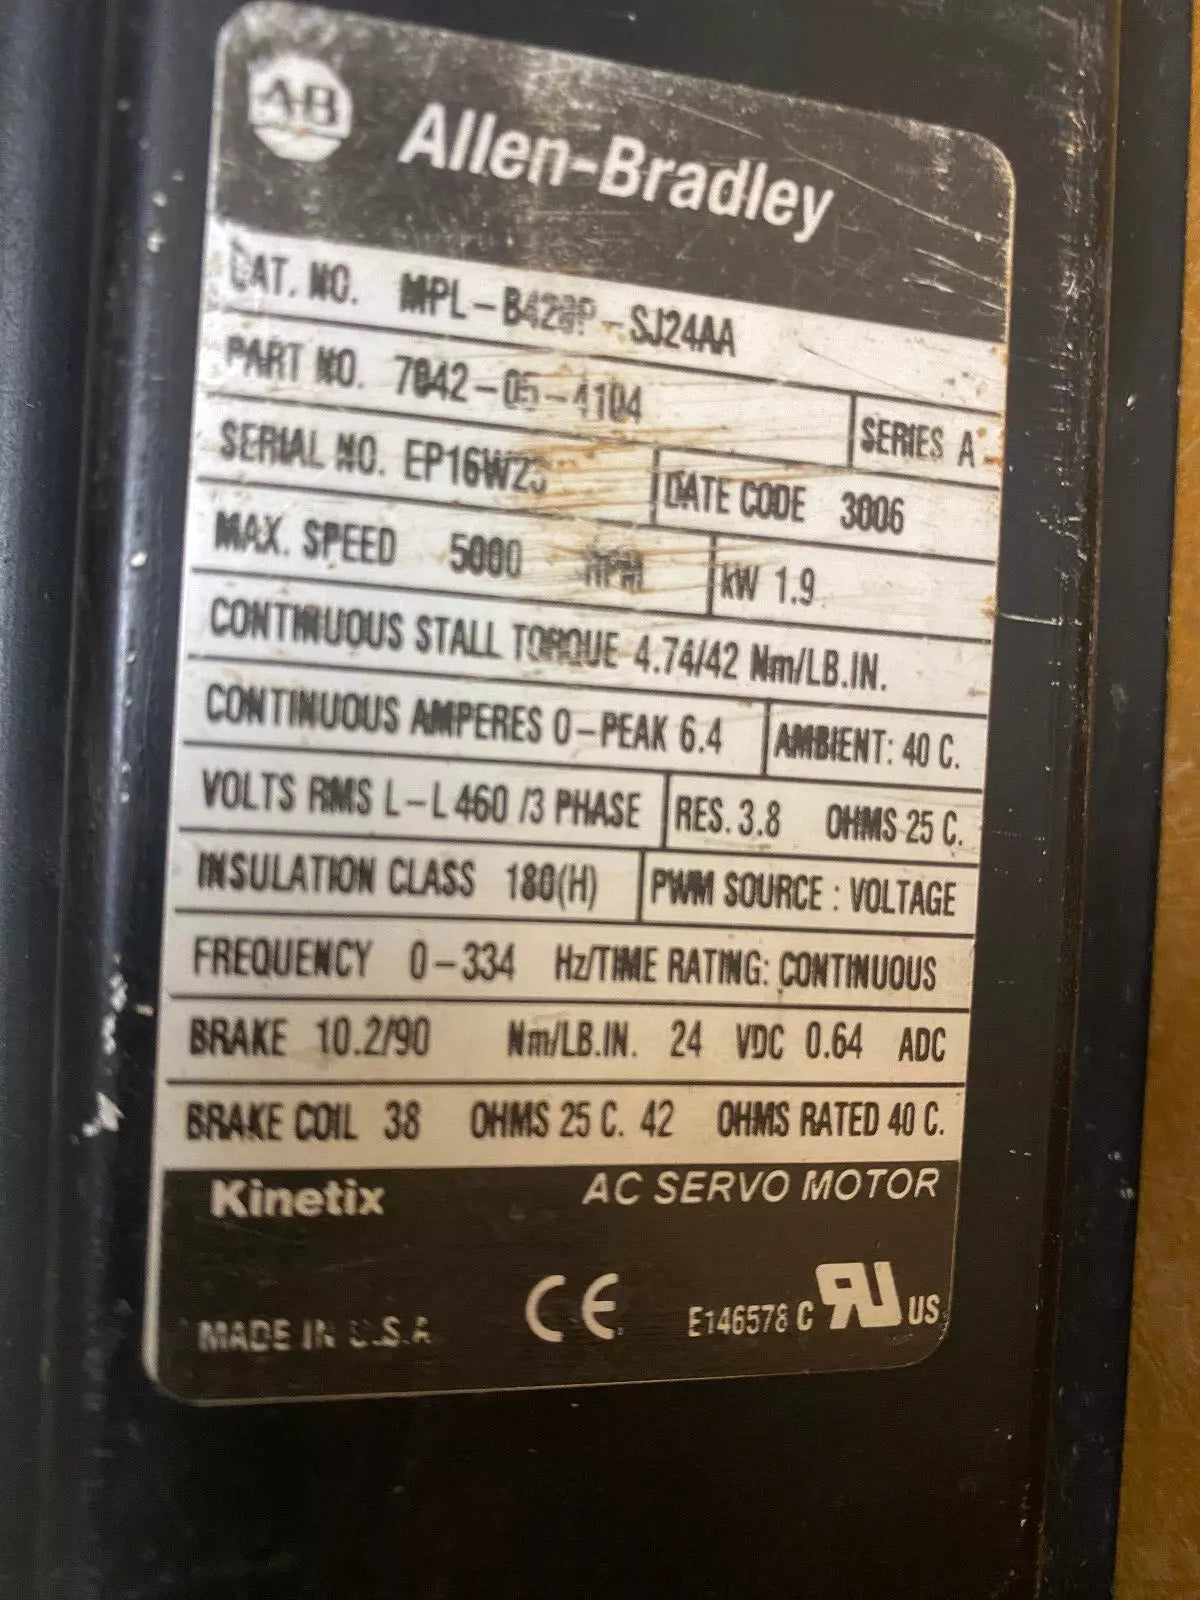 AB
Allen-Bradley
CAT. NO. MPL-B420P-SJ24AA
PART NO. 7042-05-4104
SERIES A
SERIAL NO.
DATE CODE 3006
MAX. SPEED 5000 RPM
kW 1.9
CONTINUOUS STALL TORQUE 4.74/42 Nm/LB.IN.
CONTINUOUS AMPERES 0-PEAK 6.4
AMBIENT: 40 C.
VOLTS RMS L-L 460 /3 PHASE
RES. 3.8 OHMS 25 C.
INSULATION CLASS 180(H)
PWM SOURCE : VOLTAGE
FREQUENCY 0-334 Hz/TIME RATING: CONTINUOUS
BRAKE 10.2/90 Nm/LB.IN. 24 VDC 0.64 ADC
BRAKE COIL 38 OHMS 25 C. 42 OHMS RATED 40 C.
Kinetix
AC SERVO MOTOR
MADE IN U.S.A
CE
E146578 C RU US